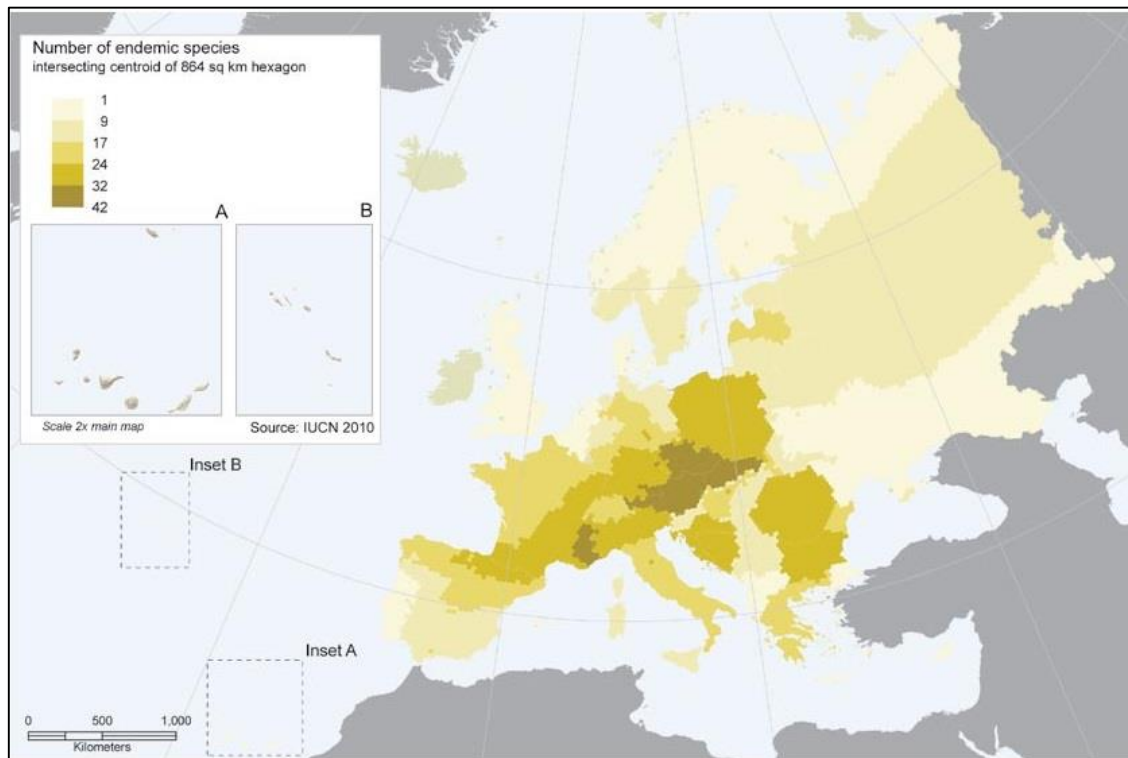 Number of endemic species
intersecting centroid of 864 sq km hexagon
1
9
17
24
32
42
A
B
Scale 2x main map
Source: IUCN 2010
Inset B
Inset A
0 500 1,000
Kilometers